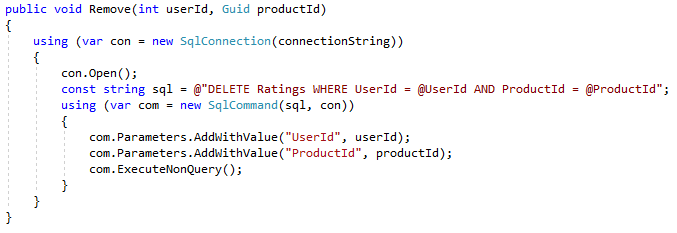 public void Remove(int userId, Guid productId)
{
    using (var con = new SqlConnection(connectionString))
    {
        con.Open();
        const string sql = @"DELETE Ratings WHERE UserId = @UserId AND ProductId = @ProductId";
        using (var com = new SqlCommand(sql, con))
        {
            com.Parameters.AddWithValue("UserId", userId);
            com.Parameters.AddWithValue("ProductId", productId);
            com.ExecuteNonQuery();
        }
    }
}